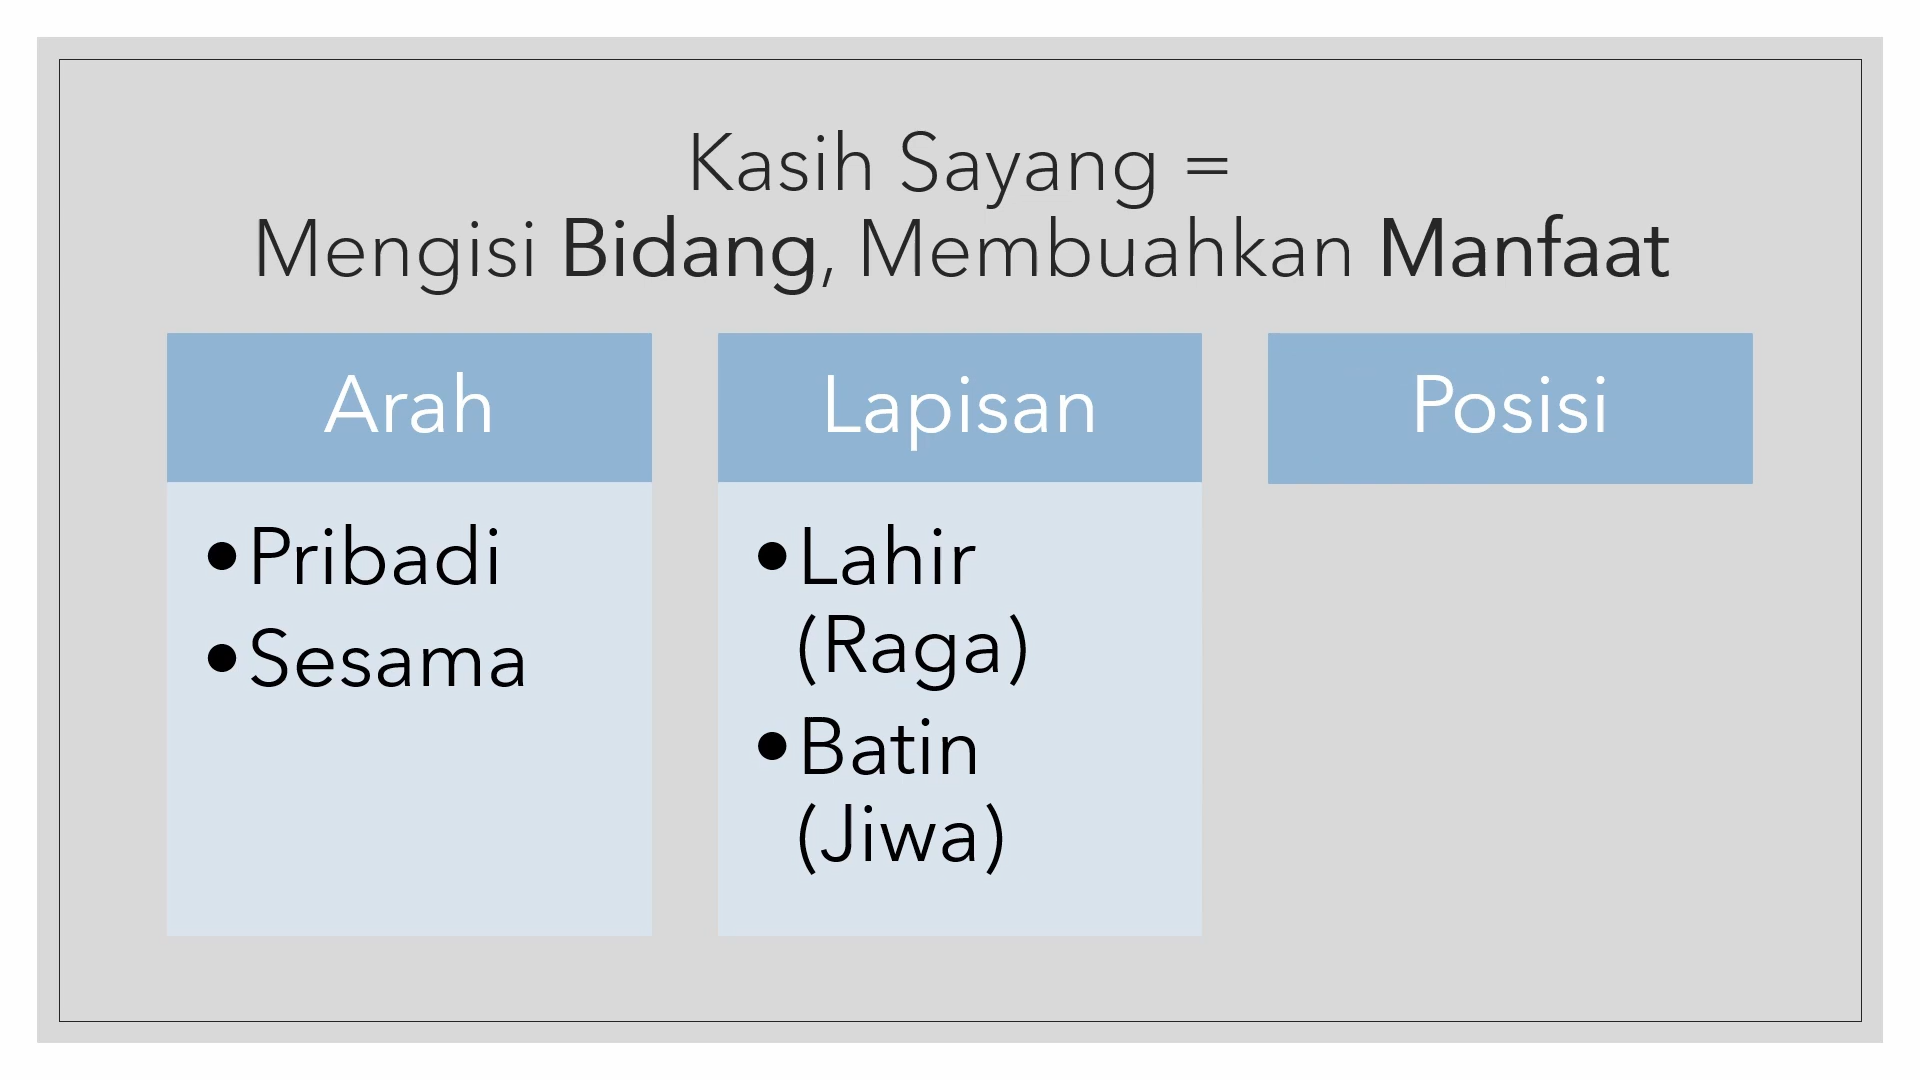 Kasih Sayang =
Mengisi Bidang, Membuahkan Manfaat
Arah
•Pribadi
•Sesama
Lapisan
•Lahir
(Raga)
•Batin
(Jiwa)
Posisi